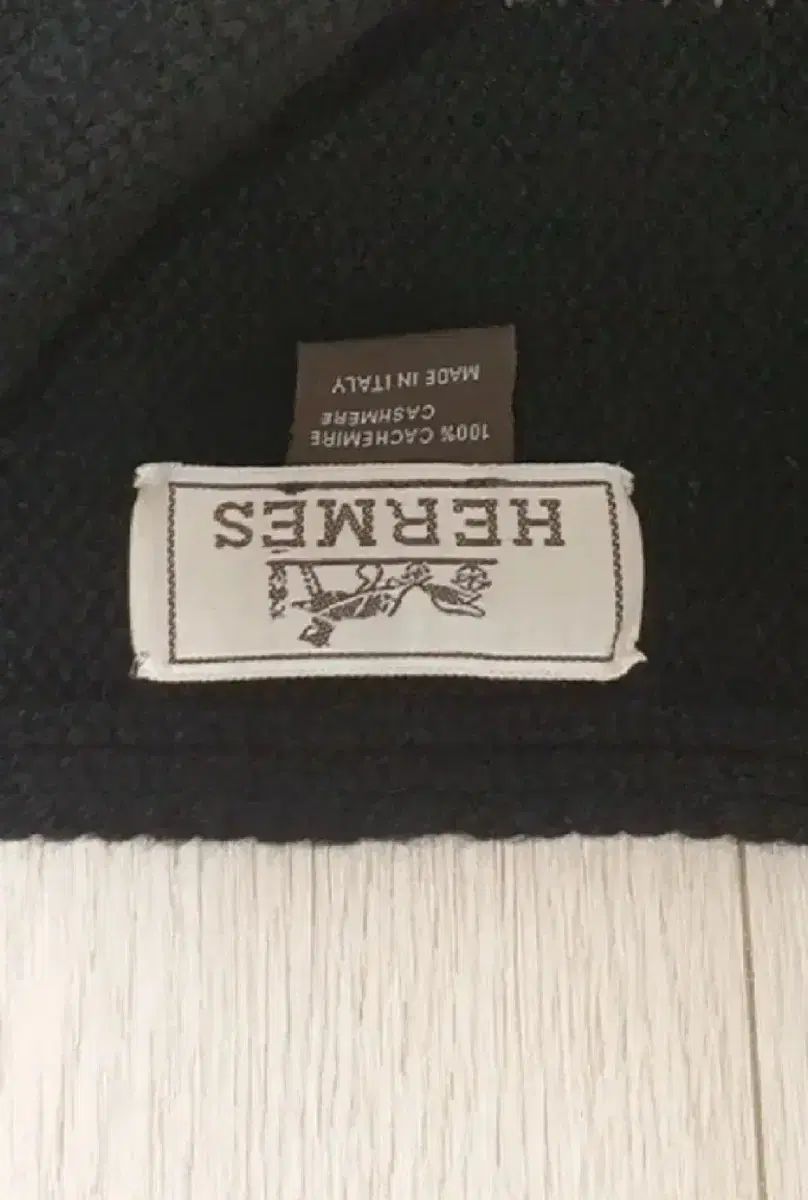 HERMES
100% CACHEMIRE
CASHMERE
MADE IN ITALY